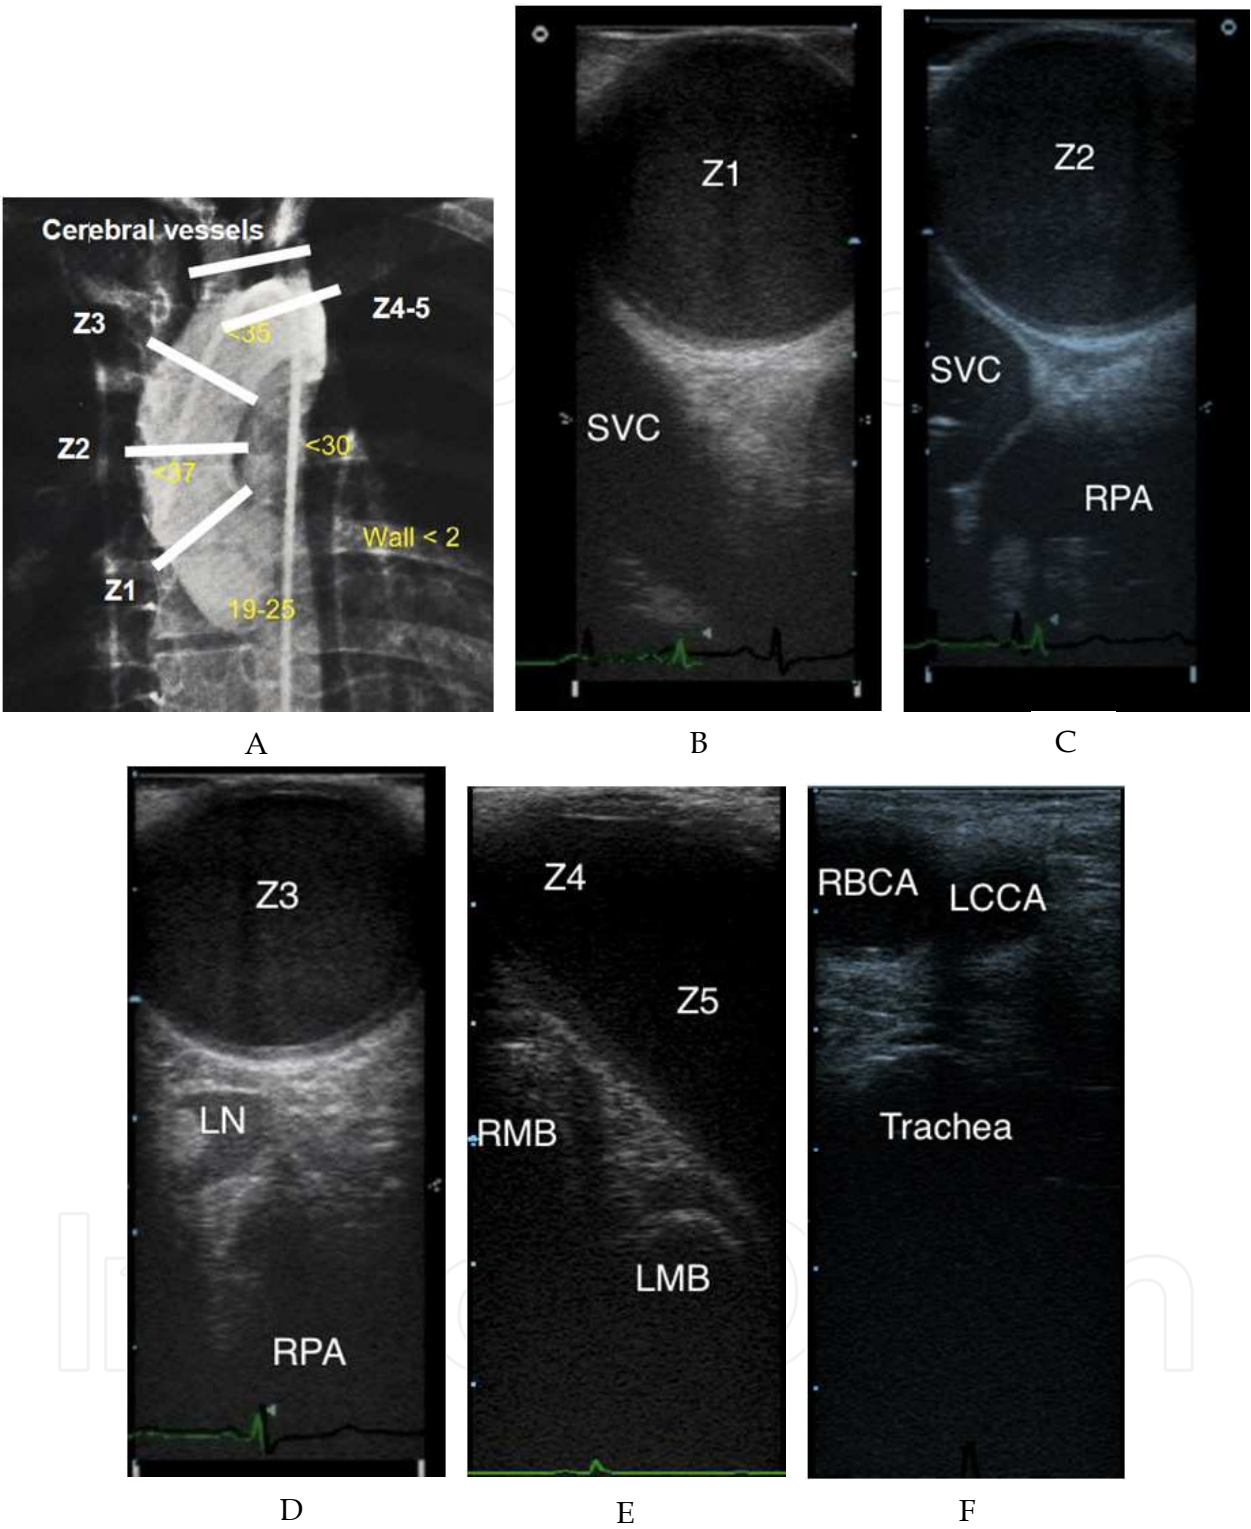 Cerebral vessels
Z3
Z4-5
<35
Z2
<37
<30
Wall < 2
Z1
19-25
A
Z1
SVC
B
Z2
SVC
RPA
C
Z3
LN
RPA
D
Z4
Z5
RMB
LMB
E
RBCA
LCCA
Trachea
F